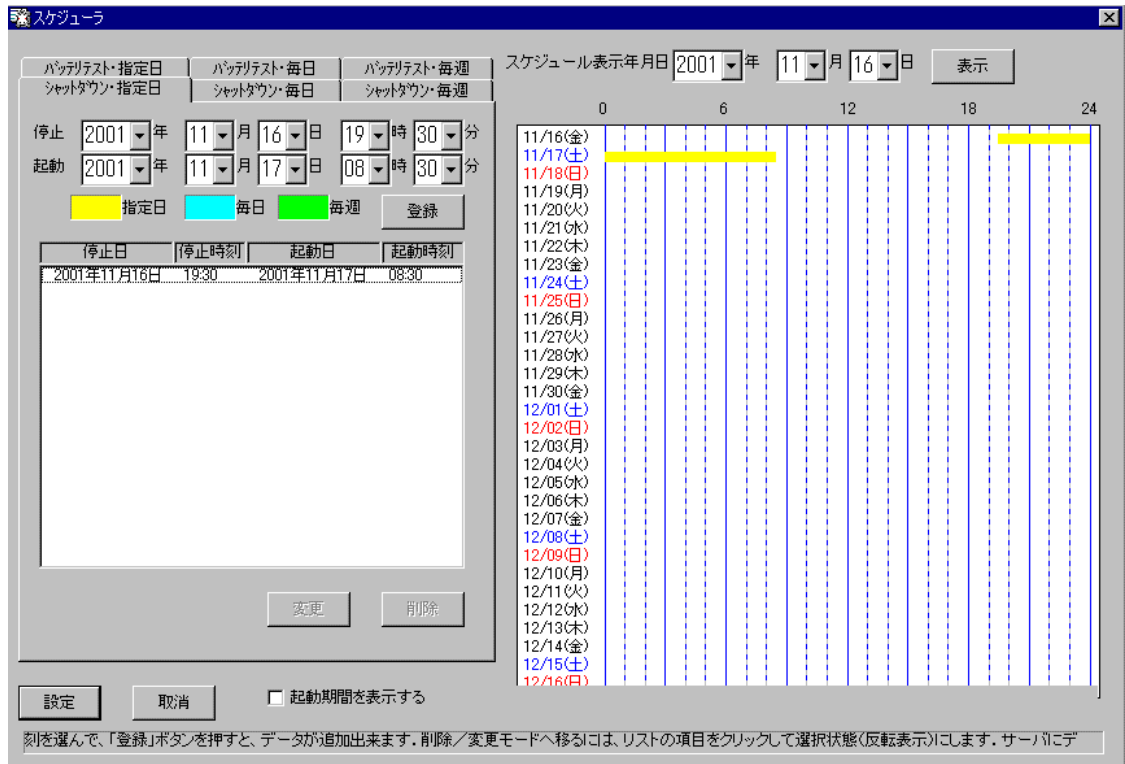 スケジューラ
バッテリテスト・指定日 バッテリテスト・毎日 バッテリテスト・毎週
シャットダウン・指定日 シャットダウン・毎日 シャットダウン・毎週
停止 2001 年 11 月 16 日 19 時 30 分
起動 2001 年 11 月 17 日 08 時 30 分
指定日 毎日 毎週 登録
停止日 停止時刻 起動日 起動時刻
2001年11月16日 19:30 2001年11月17日 08:30
変更 削除
スケジュール表示年月日 2001 年 11 月 16 日 表示
0 6 12 18 24
11/16(金)
11/17(土)
11/18(日)
11/19(月)
11/20(火)
11/21(水)
11/22(木)
11/23(金)
11/24(土)
11/25(日)
11/26(月)
11/27(火)
11/28(水)
11/29(木)
11/30(金)
12/01(土)
12/02(日)
12/03(月)
12/04(火)
12/05(水)
12/06(木)
12/07(金)
12/08(土)
12/09(日)
12/10(月)
12/11(火)
12/12(水)
12/13(木)
12/14(金)
12/15(土)
12/16(日)
設定 取消 起動期間を表示する
刻を選んで、「登録」ボタンを押すと、データが追加出来ます.削除/変更モードへ移るには、リストの項目をクリックして選択状態(反転表示)にします.サーバにデ